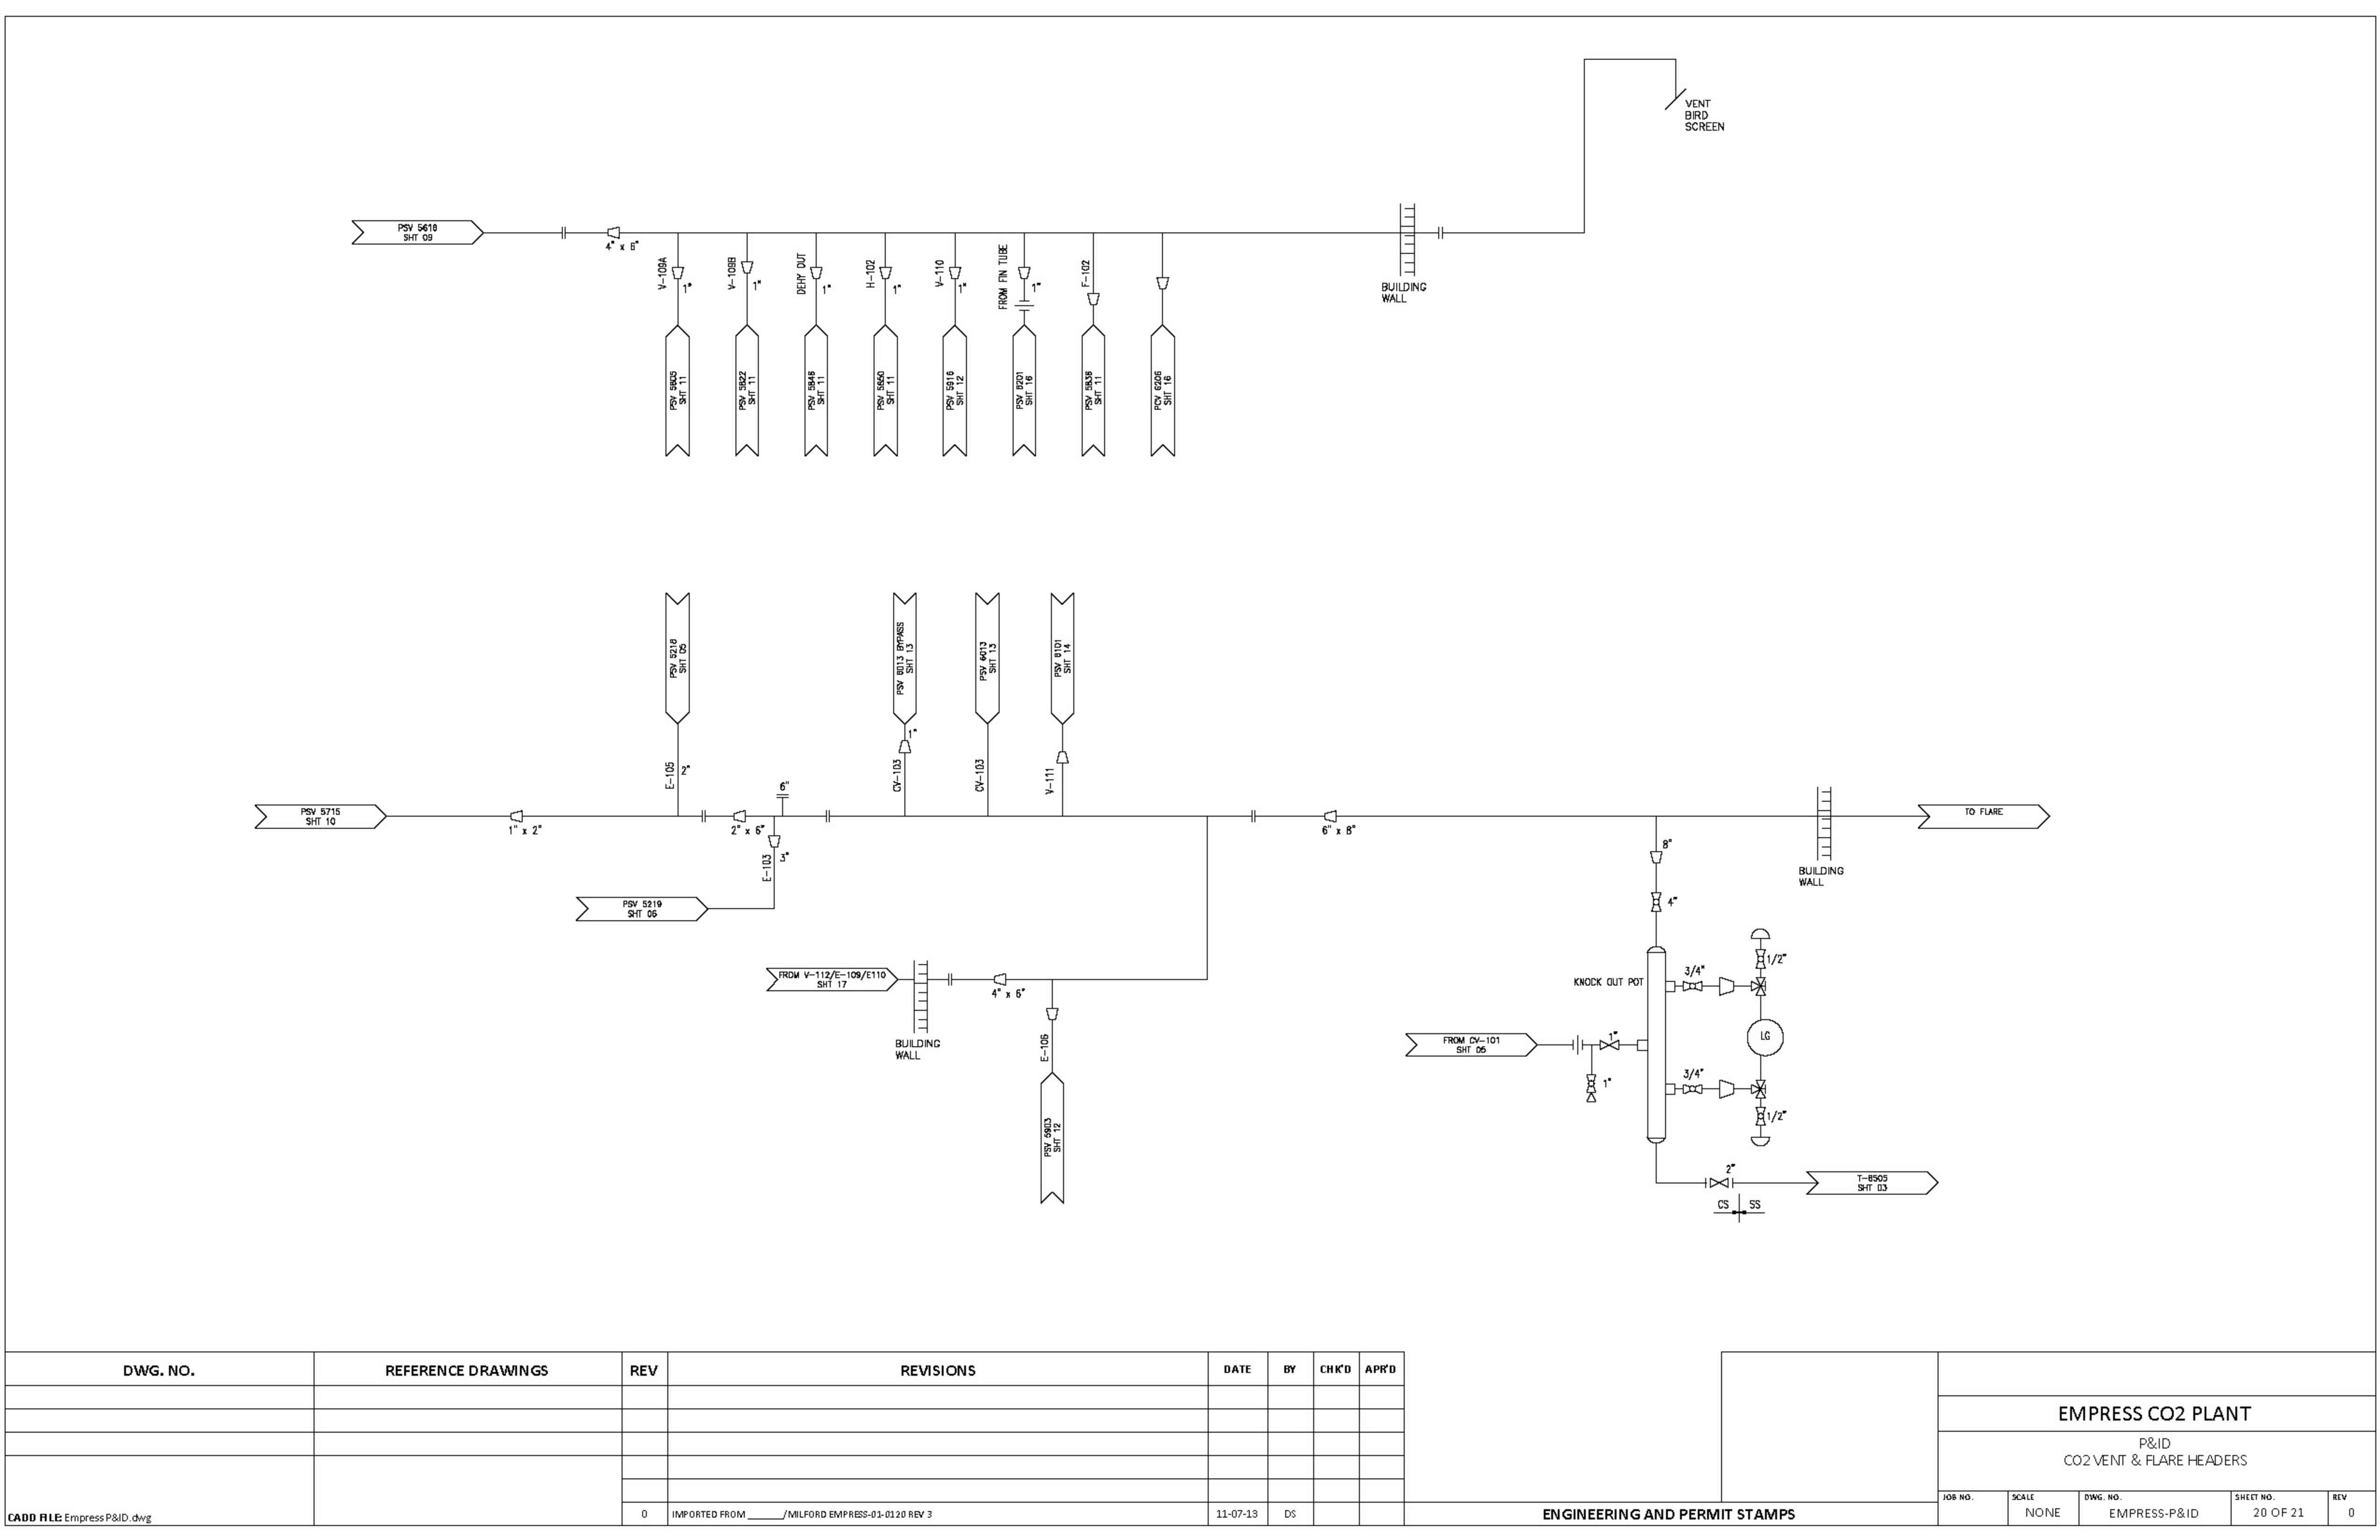 VENT
BIRD
SCREEN
PSV 5618
SHT 09
4" x 6"
V-109A
1"
V-109B
1"
DEHY OUT
1"
H-102
1"
V-110
1"
FROM FIN TUBE
1"
F-102
BUILDING
WALL
PSV 5805
SHT 11
PSV 5822
SHT 11
PSV 5848
SHT 11
PSV 5850
SHT 11
PSV 5916
SHT 12
PSV 6201
SHT 16
PSV 5838
SHT 11
PCV 6206
SHT 16
PSV 5218
SHT 05
PSV 6013 BYPASS
SHT 13
PSV 6013
SHT 13
PSV 6101
SHT 14
E-105
2"
6"
CV-103
1"
CV-103
V-111
PSV 5715
SHT 10
1" x 2"
2" x 6"
6" x 8"
TO FLARE
E-103
3"
8"
BUILDING
WALL
PSV 5219
SHT 06
4"
FROM V-112/E-109/E110
SHT 17
4" x 6"
BUILDING
WALL
E-106
PSV 5903
SHT 12
KNOCK OUT POT
3/4"
1/2"
LG
FROM CV-101
SHT 05
1"
1"
3/4"
1/2"
2"
T-8505
SHT 03
CS
SS
DWG. NO.
REFERENCE DRAWINGS
REV
REVISIONS
DATE
BY
CHK'D
APR'D
0
IMPORTED FROM ______/MILFORD EMPRESS-01-0120 REV 3
11-07-13
DS
CADD FILE: Empress P&ID.dwg
ENGINEERING AND PERMIT STAMPS
EMPRESS CO2 PLANT
P&ID
CO2 VENT & FLARE HEADERS
JOB NO.
SCALE
NONE
DWG. NO.
EMPRESS-P&ID
SHEET NO.
20 OF 21
REV
0